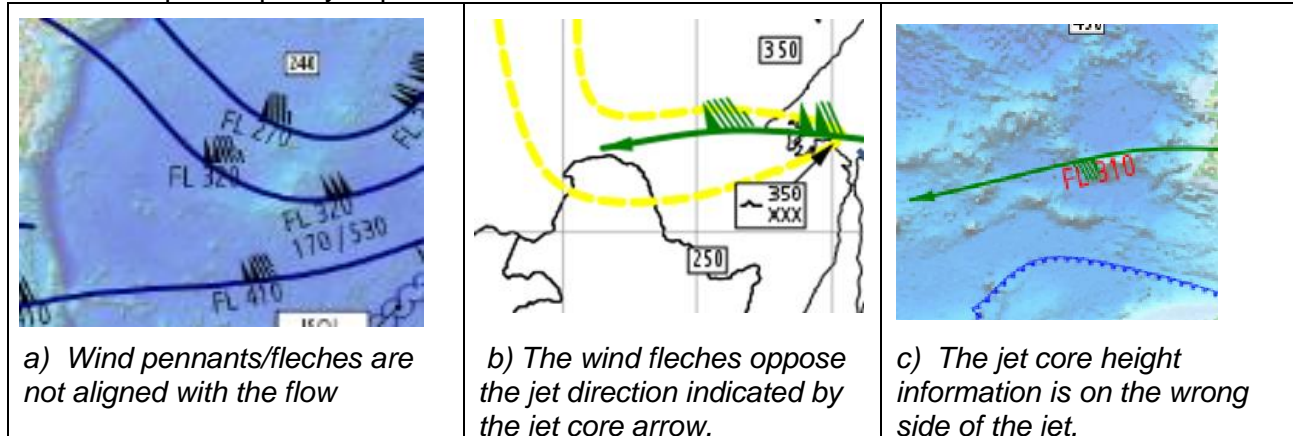 240
FL 270
FL 320
FL 320
170/530
FL 410
350
350
XXX
250
FL 310
a) Wind pennants/fleches are
not aligned with the flow
b) The wind fleches oppose
the jet direction indicated by
the jet core arrow.
c) The jet core height
information is on the wrong
side of the jet.